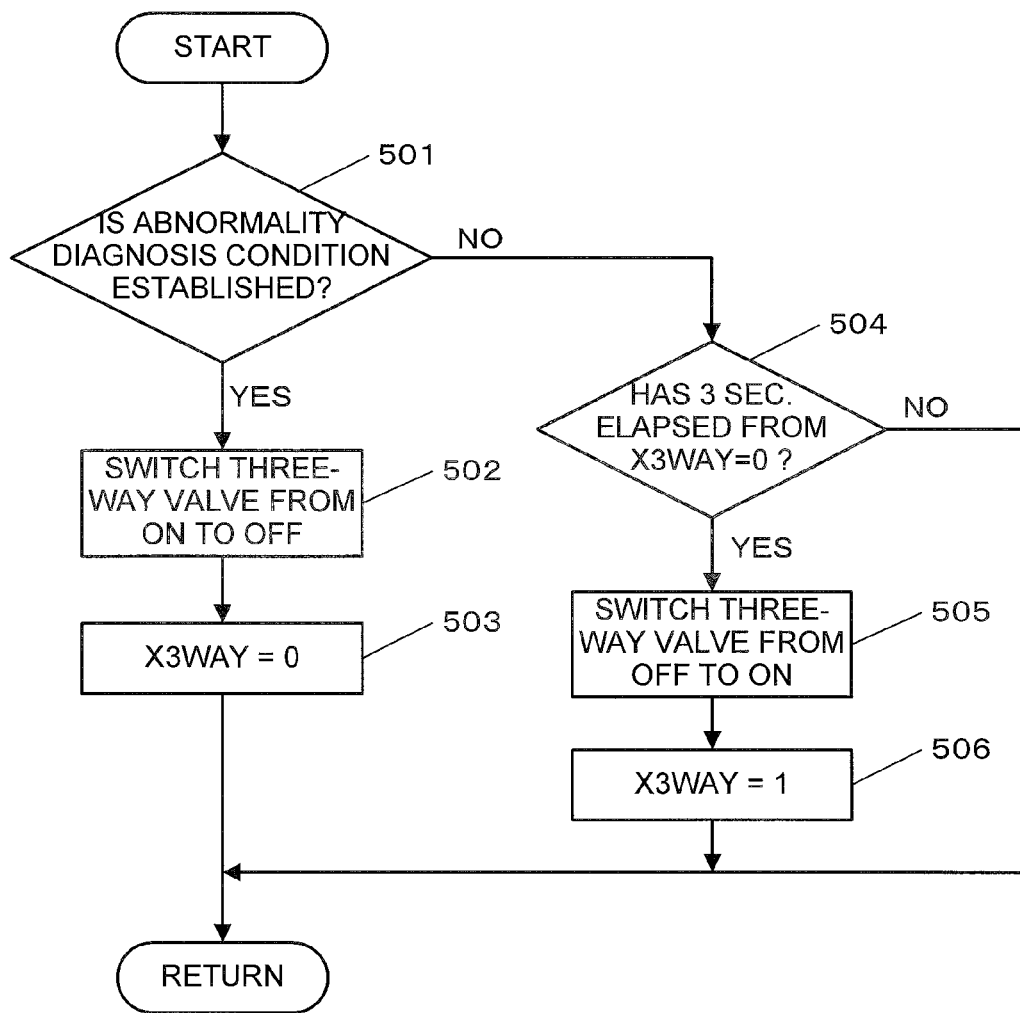 START
501
IS ABNORMALITY
DIAGNOSIS CONDITION
ESTABLISHED?
NO
YES
504
HAS 3 SEC.
ELAPSED FROM
X3WAY=0 ?
NO
YES
SWITCH THREE-
WAY VALVE FROM
ON TO OFF
502
X3WAY = 0
503
SWITCH THREE-
WAY VALVE FROM
OFF TO ON
505
X3WAY = 1
506
RETURN